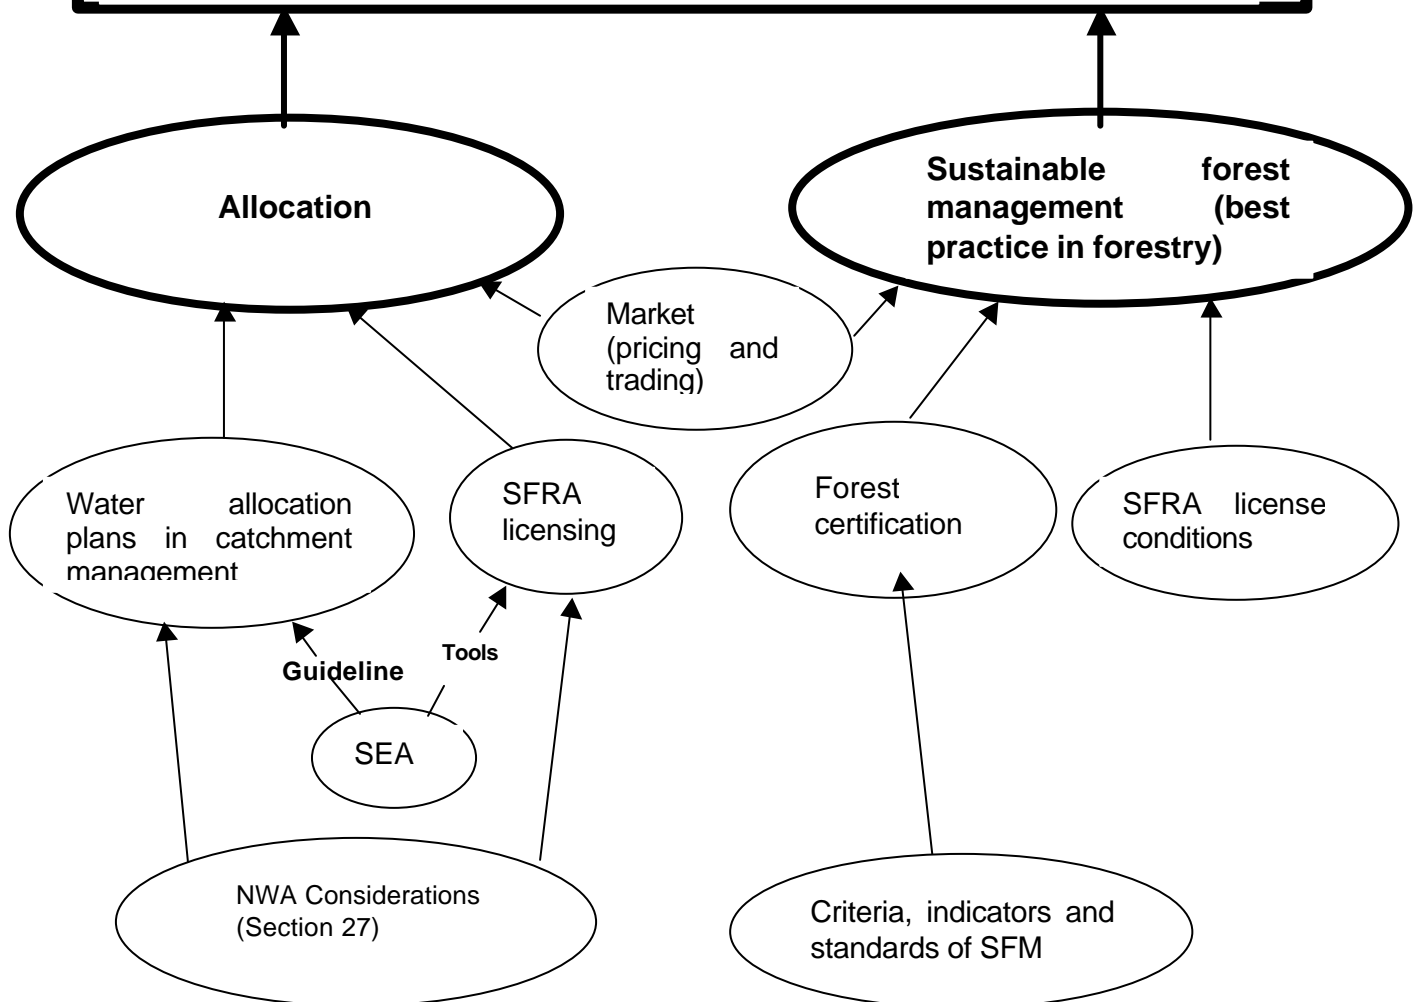 Allocation
Sustainable forest
management (best
practice in forestry)
Market
(pricing and
trading)
Water allocation
plans in catchment
management
SFRA
licensing
Forest
certification
SFRA license
conditions
Guideline
Tools
SEA
NWA Considerations
(Section 27)
Criteria, indicators and
standards of SFM